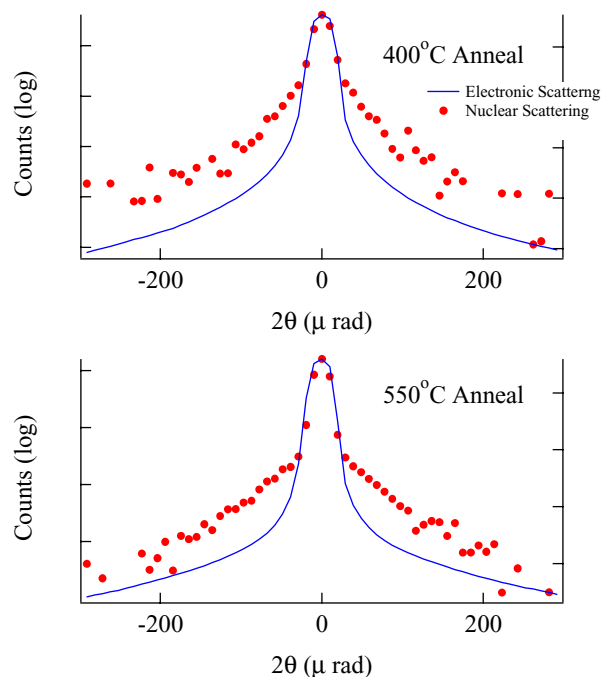 400°C Anneal
Electronic Scatterng
Nuclear Scattering
Counts (log)
-200 0 200
2θ (μ rad)
550°C Anneal
Counts (log)
-200 0 200
2θ (μ rad)